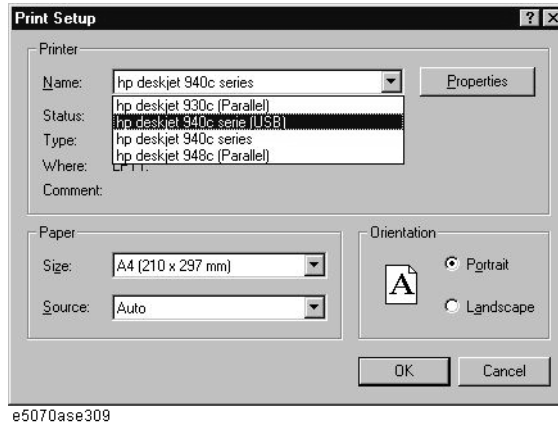 Print Setup
Printer
Name: hp deskjet 940c series Properties
hp deskjet 930c (Parallel)
Status: hp deskjet 940c serie (USB)
Type: hp deskjet 940c series
hp deskjet 948c (Parallel)
Where: LPT1:
Comment:
Paper
Size: A4 (210 x 297 mm)
Source: Auto
Orientation
A
Portrait
Landscape
OK Cancel
e5070ase309